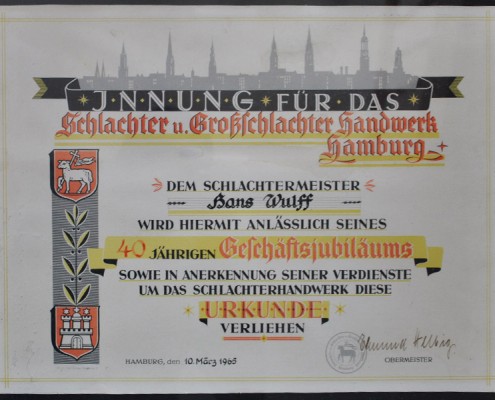 J·N·N·U·N·G · FÜR · DAS
Schlachter u. Großschlachter Handwerk
Hamburg
DEM SCHLACHTERMEISTER
Hans Wulff
WIRD HIERMIT ANLÄSSLICH SEINES
40 JÄHRIGEN Geschäftsjubiläums
SOWIE IN ANERKENNUNG SEINER VERDIENSTE
UM DAS SCHLACHTERHANDWERK DIESE
URKUNDE
VERLIEHEN
HAMBURG, den 10. März 1965
OBERMEISTER